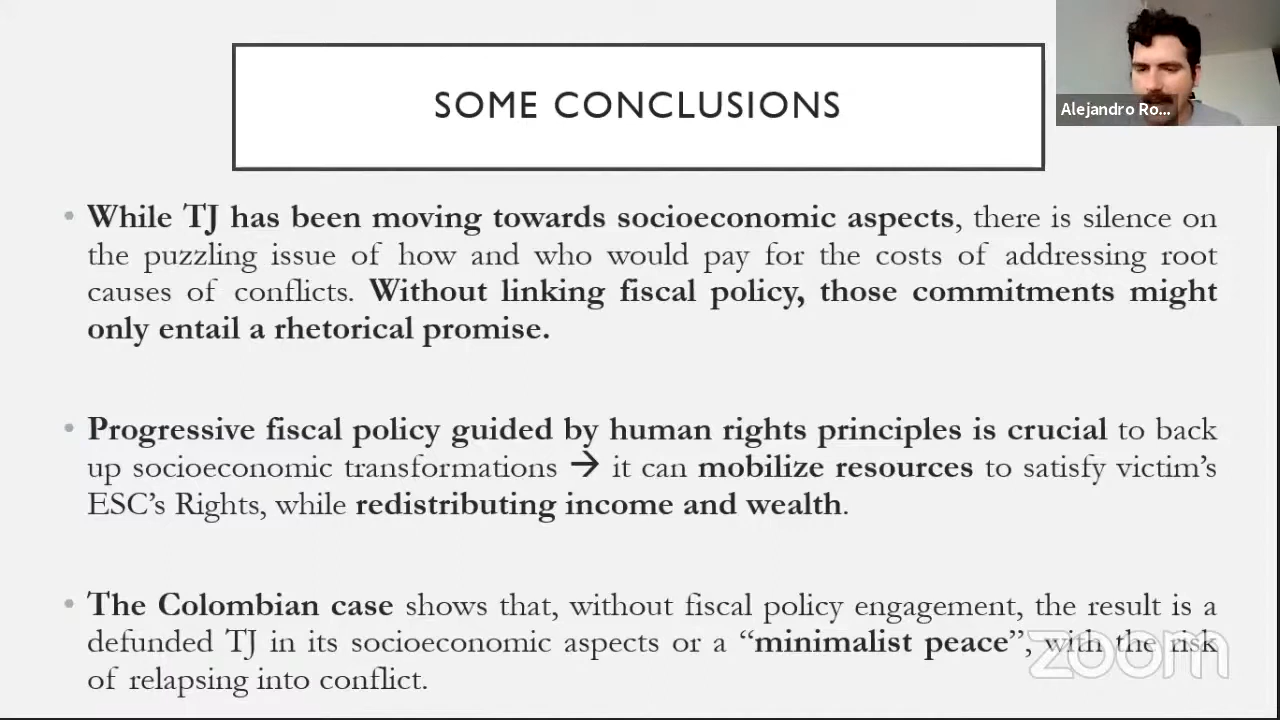 SOME CONCLUSIONS
Alejandro Ro...
• While TJ has been moving towards socioeconomic aspects, there is silence on
the puzzling issue of how and who would pay for the costs of addressing root
causes of conflicts. Without linking fiscal policy, those commitments might
only entail a rhetorical promise.
• Progressive fiscal policy guided by human rights principles is crucial to back
up socioeconomic transformations → it can mobilize resources to satisfy victim's
ESC's Rights, while redistributing income and wealth.
• The Colombian case shows that, without fiscal policy engagement, the result is a
defunded TJ in its socioeconomic aspects or a “minimalist peace”, with the risk
of relapsing into conflict.
zoom